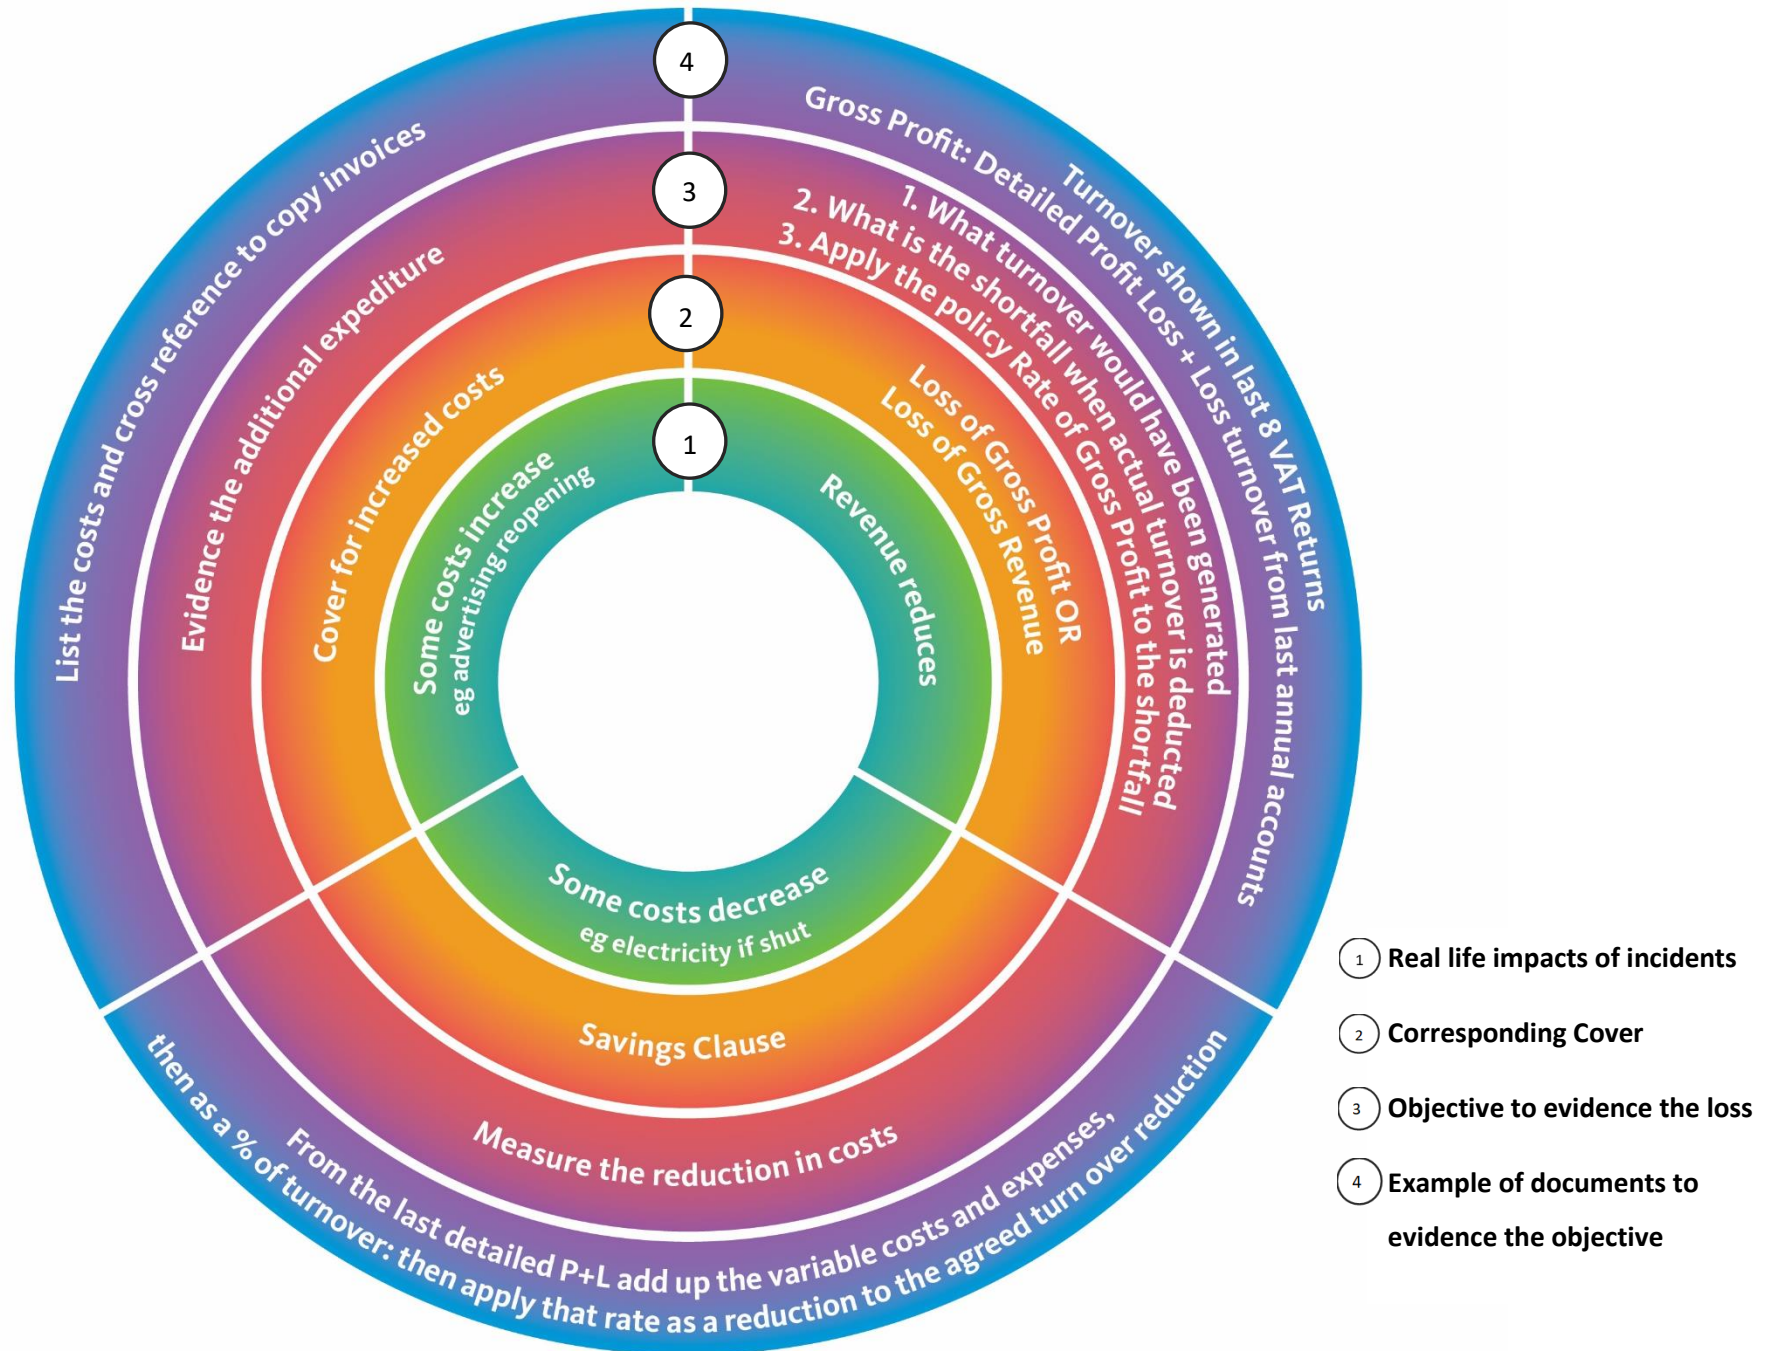 4
3
2
1
Turnover shown in last 8 VAT Returns
Gross Profit: Detailed Profit Loss + Loss turnover from last annual accounts
1. What turnover would have been generated
2. What is the shortfall when actual turnover is deducted
3. Apply the policy Rate of Gross Profit to the shortfall
Loss of Gross Profit OR
Loss of Gross Revenue
Revenue reduces
List the costs and cross reference to copy invoices
Evidence the additional expediture
Cover for increased costs
Some costs increase
eg advertising reopening
Some costs decrease
eg electricity if shut
Savings Clause
Measure the reduction in costs
From the last detailed P+L add up the variable costs and expenses,
then as a % of turnover: then apply that rate as a reduction to the agreed turn over reduction
1 Real life impacts of incidents
2 Corresponding Cover
3 Objective to evidence the loss
4 Example of documents to
evidence the objective